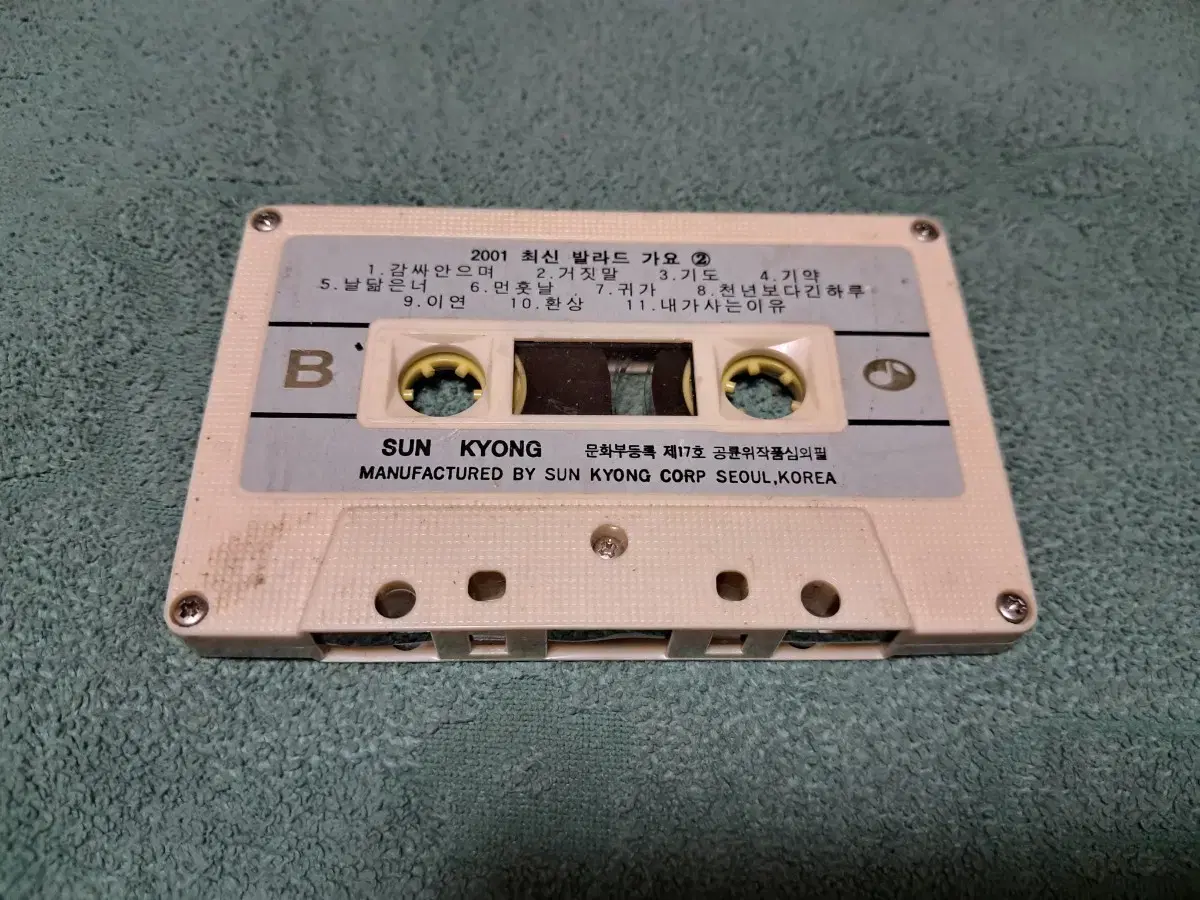 2001 최신 발라드 가요 ②
1.감싸안으며 2.거짓말 3.기도 4.기약
5.날닮은너 6.먼훗날 7.귀가 8.천년보다긴하루
9.이연 10.환상 11.내가사는이유
B
SUN KYONG 문화부등록 제17호 공륜위작품심의필
MANUFACTURED BY SUN KYONG CORP SEOUL,KOREA